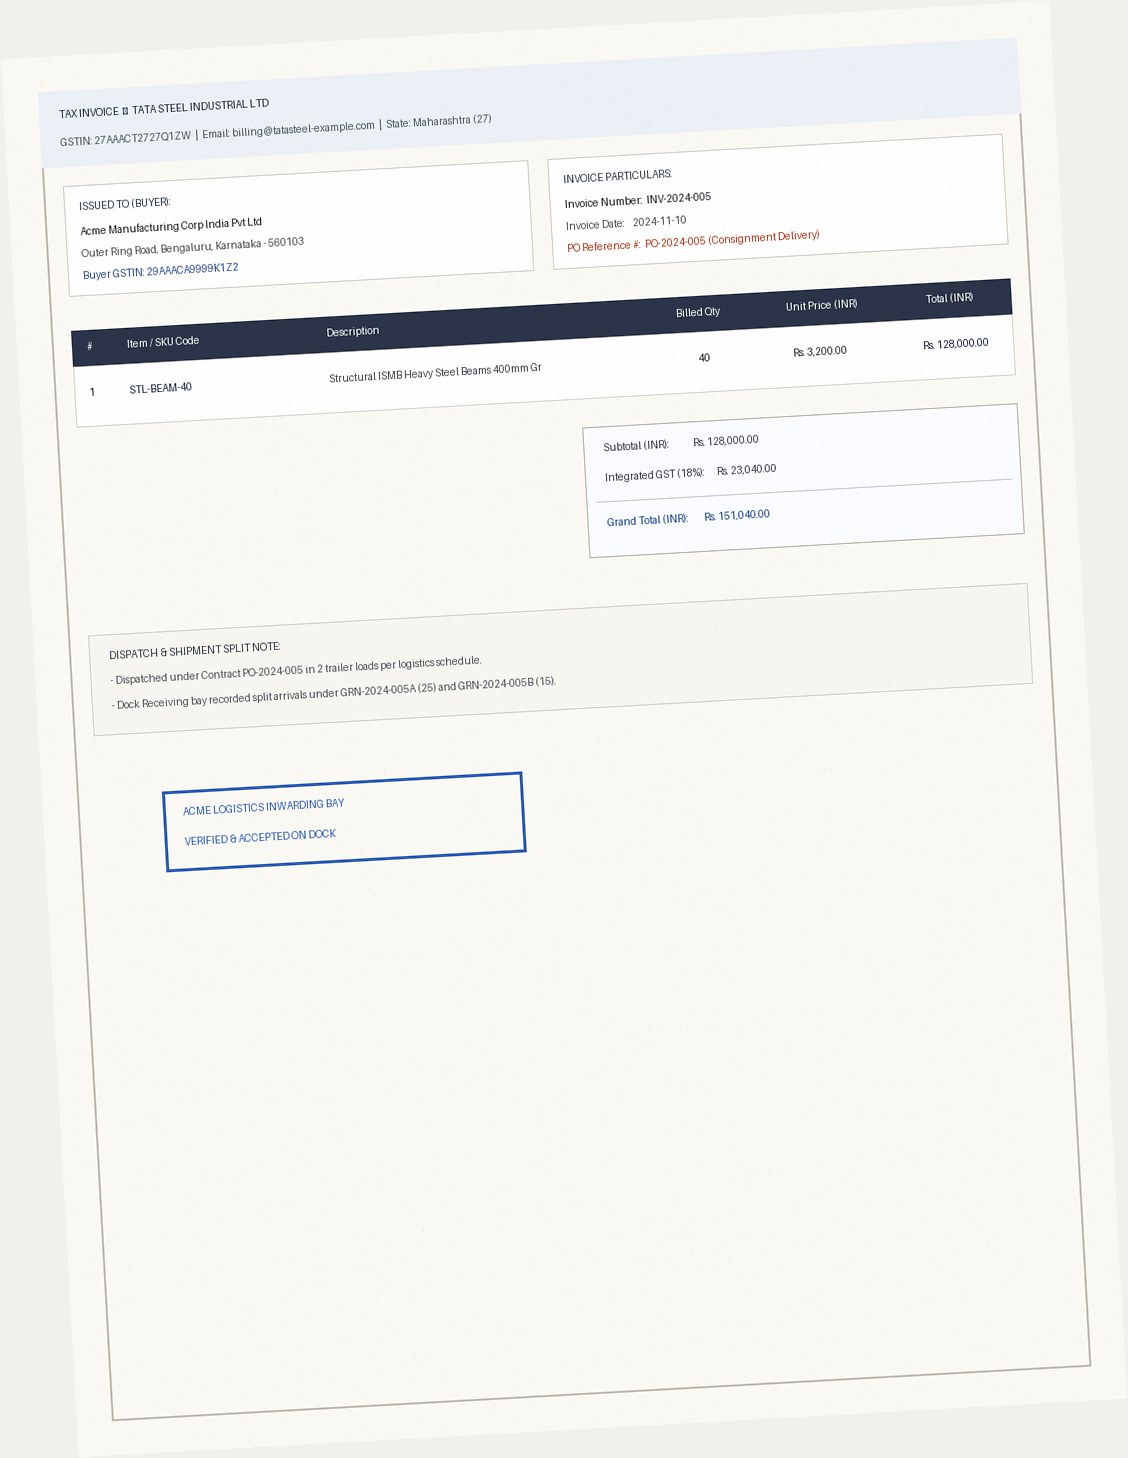 TAX INVOICE TATA STEEL INDUSTRIAL LTD
GSTIN: 27AAACT2727Q1ZW | Email: billing@tatasteel-example.com | State: Maharashtra (27)
ISSUED TO (BUYER):
Acme Manufacturing Corp India Pvt Ltd
Outer Ring Road, Bengaluru, Karnataka - 560103
Buyer GSTIN: 29AAACA9999K1Z2
INVOICE PARTICULARS:
Invoice Number: INV-2024-005
Invoice Date: 2024-11-10
PO Reference #: PO-2024-005 (Consignment Delivery)
# Item / SKU Code Description Billed Qty Unit Price (INR) Total (INR)
1 STL-BEAM-40 Structural ISMB Heavy Steel Beams 400mm Gr 40 Rs. 3,200.00 Rs. 128,000.00
Subtotal (INR): Rs. 128,000.00
Integrated GST (18%): Rs. 23,040.00
Grand Total (INR): Rs. 151,040.00
DISPATCH & SHIPMENT SPLIT NOTE:
- Dispatched under Contract PO-2024-005 in 2 trailer loads per logistics schedule.
- Dock Receiving bay recorded split arrivals under GRN-2024-005A (25) and GRN-2024-005B (15).
ACME LOGISTICS INWARDING BAY
VERIFIED & ACCEPTED ON DOCK